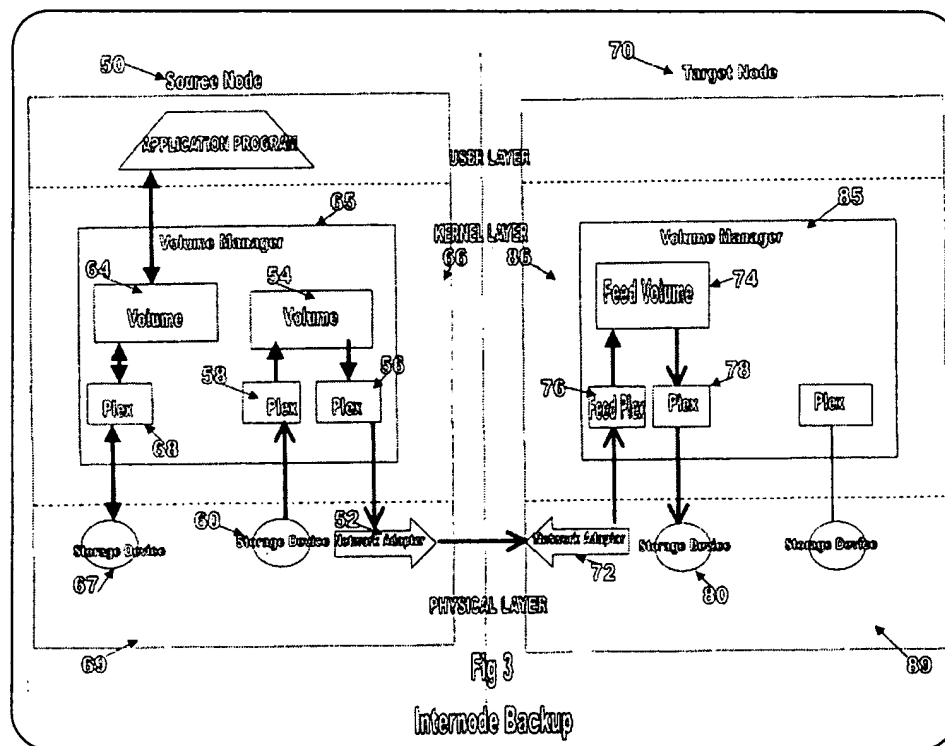 50
Source Node
70
Target Node
APPLICATION PROGRAM
USER LAYER
65
Volume Manager
KERNEL LAYER
66
86
85
Volume Manager
64
Volume
54
Volume
Feed Volume
74
58
Plex
56
Plex
Plex
68
76
Feed Plex
78
Plex
Plex
Storage Device
67
60
Storage Device
52
Network Adapter
Network Adapter
72
Storage Device
80
Storage Device
PHYSICAL LAYER
69
89
Fig 3
Internode Backup